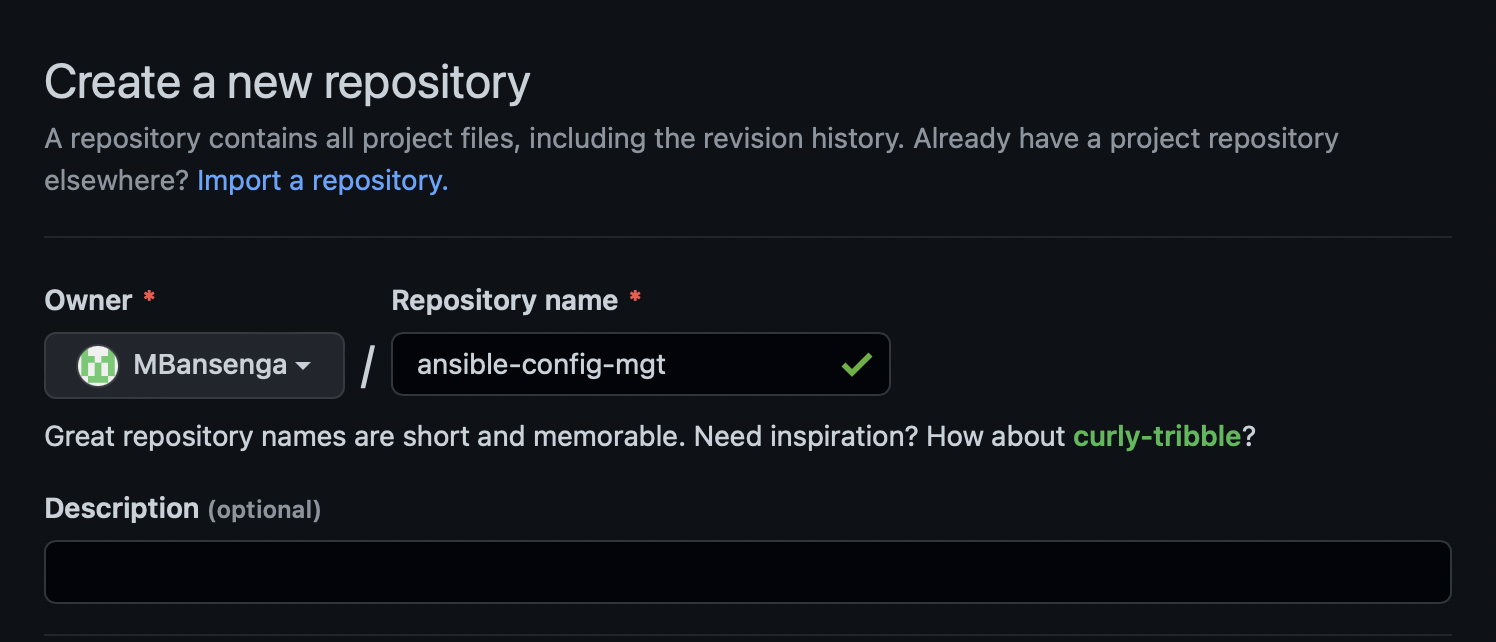 Create a new repository
A repository contains all project files, including the revision history. Already have a project repository
elsewhere? Import a repository.
Owner * Repository name *
MBansenga / ansible-config-mgt
Great repository names are short and memorable. Need inspiration? How about curly-tribble?
Description (optional)